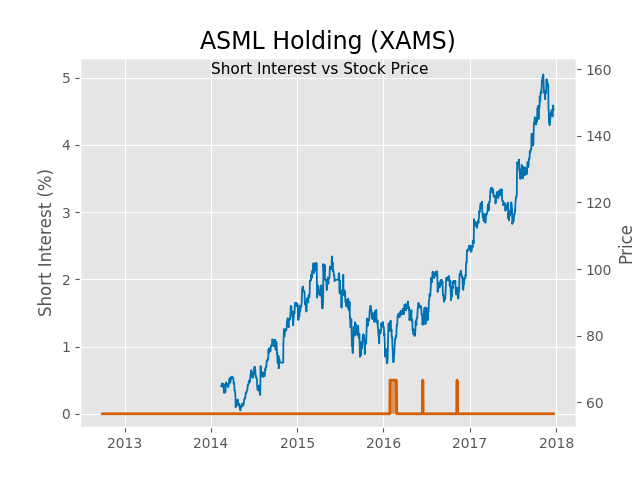 ASML Holding (XAMS)
Short Interest vs Stock Price
Short Interest (%)
5
4
3
2
1
0
160
140
120
100
80
60
Price
2013 2014 2015 2016 2017 2018